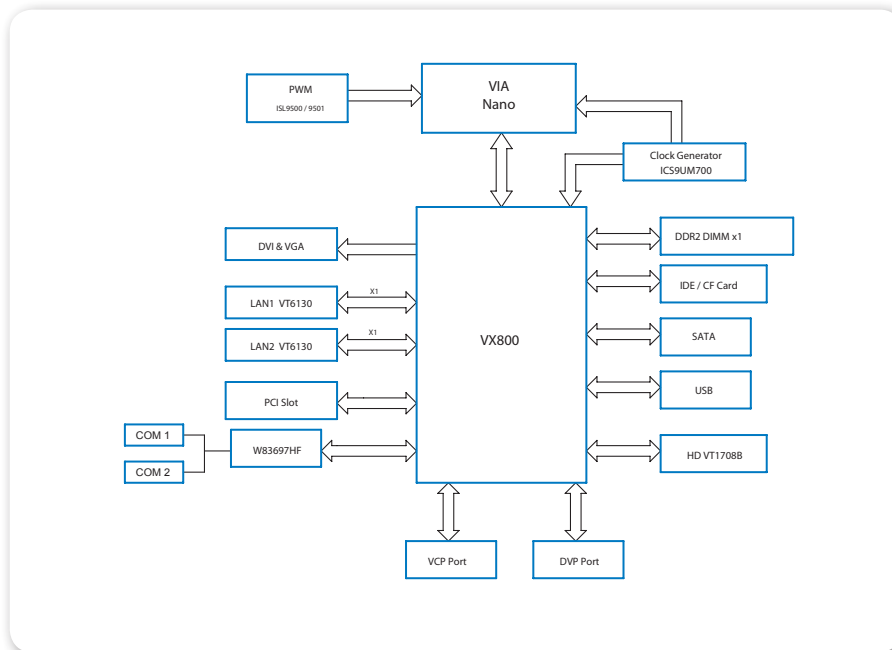 PWM
ISL9500 / 9501
VIA
Nano
Clock Generator
ICS9UM700
DVI & VGA
DDR2 DIMM x1
LAN1 VT6130
X1
IDE / CF Card
LAN2 VT6130
X1
VX800
SATA
PCI Slot
USB
COM 1
COM 2
W83697HF
HD VT1708B
VCP Port
DVP Port